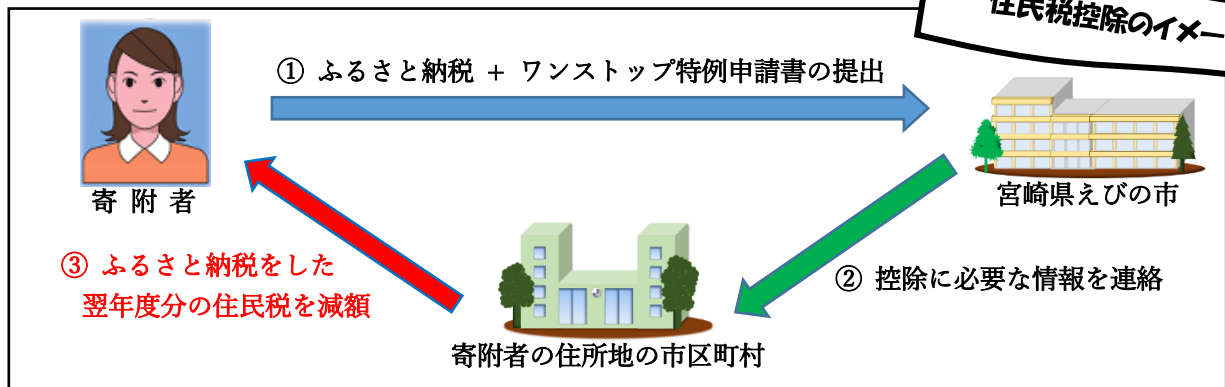 住民税控除のイメー
① ふるさと納税 + ワンストップ特例申請書の提出
寄 附 者
宮崎県えびの市
③ ふるさと納税をした
翌年度分の住民税を減額
② 控除に必要な情報を連絡
寄附者の住所地の市区町村